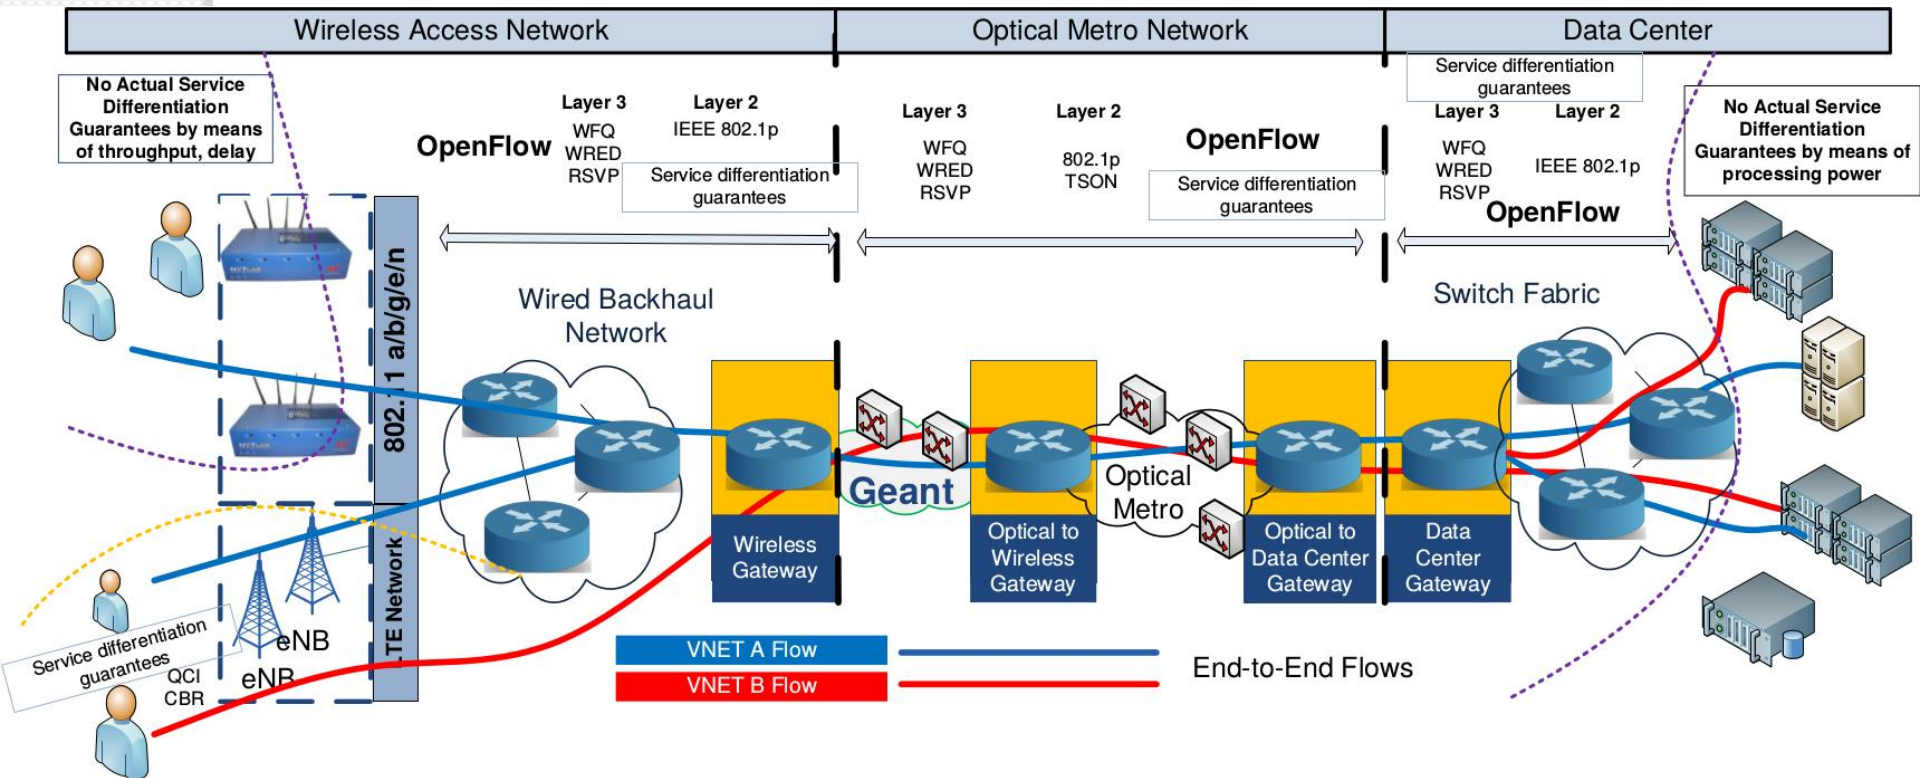 Wireless Access Network
Optical Metro Network
Data Center
No Actual Service
Differentiation
Guarantees by means
of throughput, delay
OpenFlow
Layer 3
WFQ
WRED
RSVP
Layer 2
IEEE 802.1p
Service differentiation
guarantees
Layer 3
WFQ
WRED
RSVP
Layer 2
802.1p
TSON
OpenFlow
Service differentiation
guarantees
Service differentiation
guarantees
Layer 3
WFQ
WRED
RSVP
Layer 2
IEEE 802.1p
OpenFlow
No Actual Service
Differentiation
Guarantees by means of
processing power
802.11 a/b/g/e/n
Wired Backhaul
Network
Switch Fabric
Geant
Optical
Metro
Wireless
Gateway
Optical to
Wireless
Gateway
Optical to
Data Center
Gateway
Data
Center
Gateway
LTE Network
eNB
eNB
Service differentiation
guarantees
QCI
CBR
VNET A Flow
VNET B Flow
End-to-End Flows